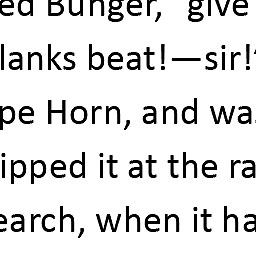 ed Bunger, "give
lanks beat!—sir!'
pe Horn, and wa
ipped it at the ra
earch, when it ha